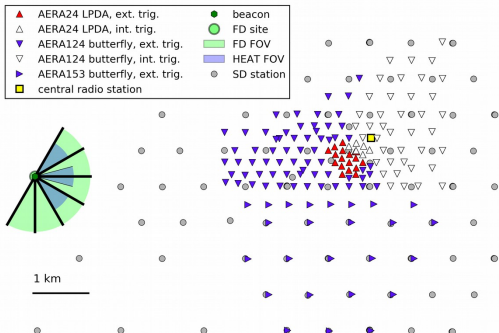 AERA24 LPDA, ext. trig.
AERA24 LPDA, int. trig.
AERA124 butterfly, ext. trig.
AERA124 butterfly, int. trig.
AERA153 butterfly, ext. trig.
central radio station
beacon
FD site
FD FOV
HEAT FOV
SD station
1 km